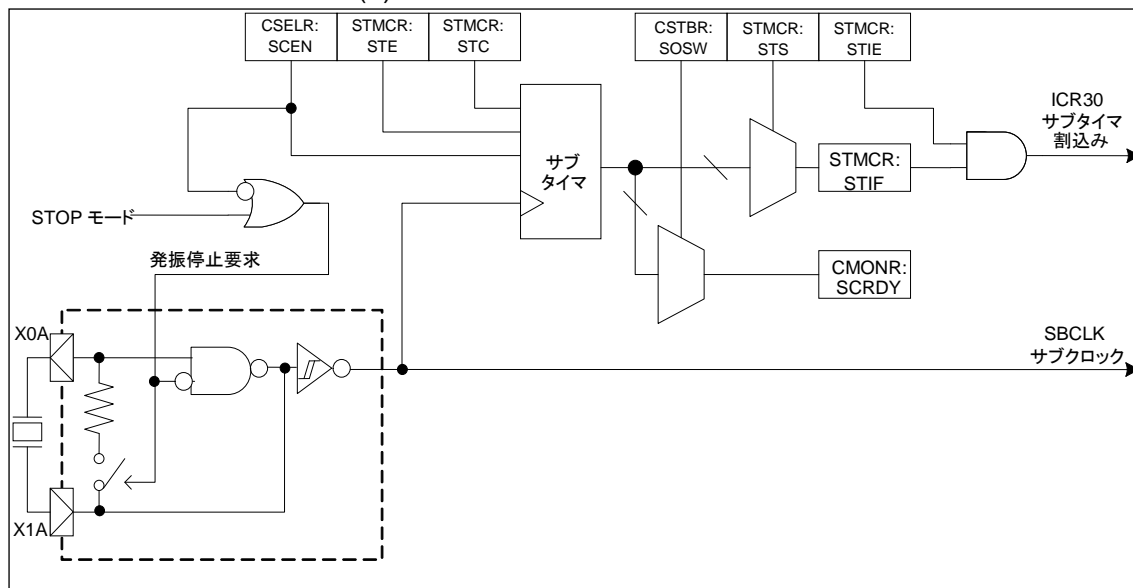 CSELR:
SCEN
STMCR:
STE
STMCR:
STC
CSTBR:
SOSW
STMCR:
STS
STMCR:
STIE
ICR30
サブタイマ
割込み
サブ
タイマ
STMCR:
STIF
STOP モード
発振停止要求
CMONR:
SCRDY
X0A
SBCLK
サブクロック
X1A